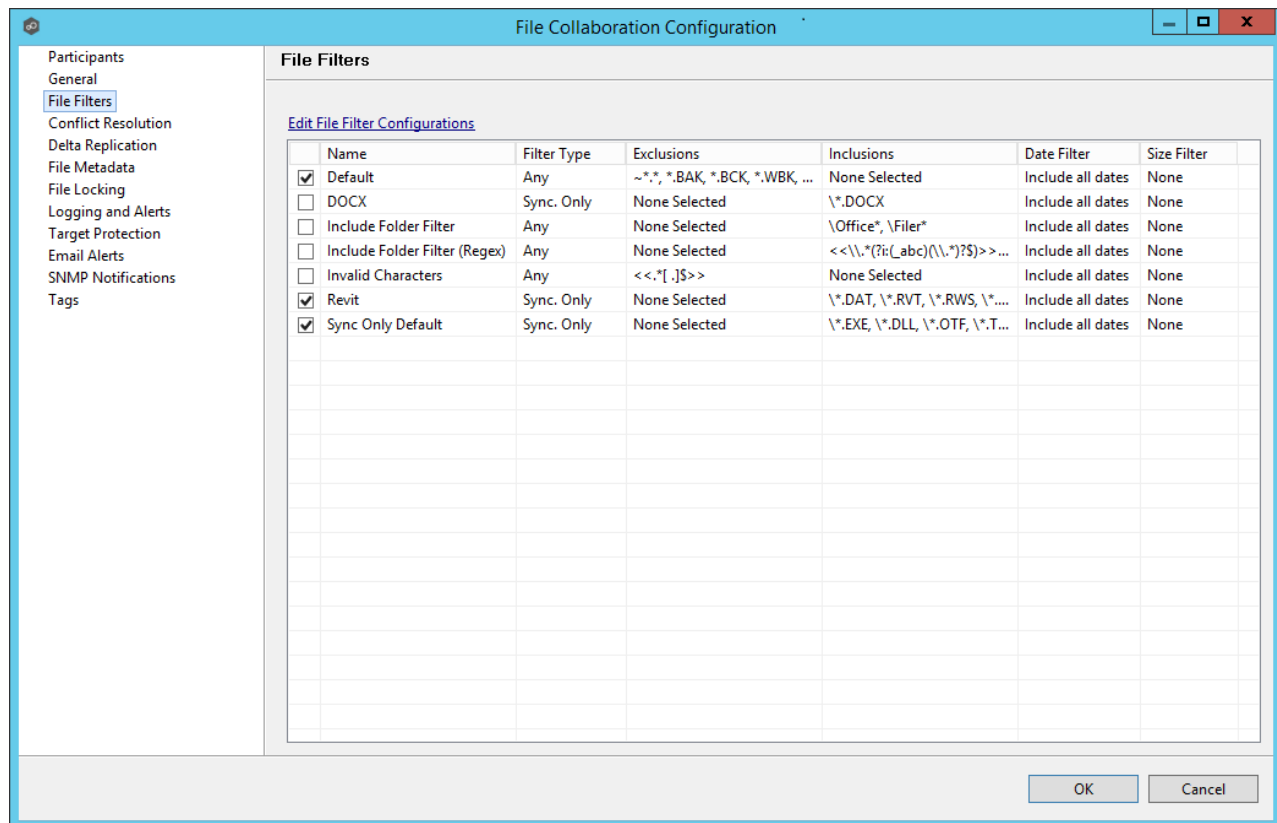 File Collaboration Configuration
Participants
General
File Filters
Conflict Resolution
Delta Replication
File Metadata
File Locking
Logging and Alerts
Target Protection
Email Alerts
SNMP Notifications
Tags
File Filters
Edit File Filter Configurations
Name Filter Type Exclusions Inclusions Date Filter Size Filter
Default Any ~*.*, *.BAK, *.BCK, *.WBK, ... None Selected Include all dates None
DOCX Sync. Only None Selected \*.DOCX Include all dates None
Include Folder Filter Any None Selected \Office*, \Filer* Include all dates None
Include Folder Filter (Regex) Any None Selected <<\\.*(?i:(_abc)(\\.*)?$)>>... Include all dates None
Invalid Characters Any <<.*[ .]$>> None Selected Include all dates None
Revit Sync. Only None Selected \*.DAT, \*.RVT, \*.RWS, \*.... Include all dates None
Sync Only Default Sync. Only None Selected \*.EXE, \*.DLL, \*.OTF, \*.T... Include all dates None
OK Cancel